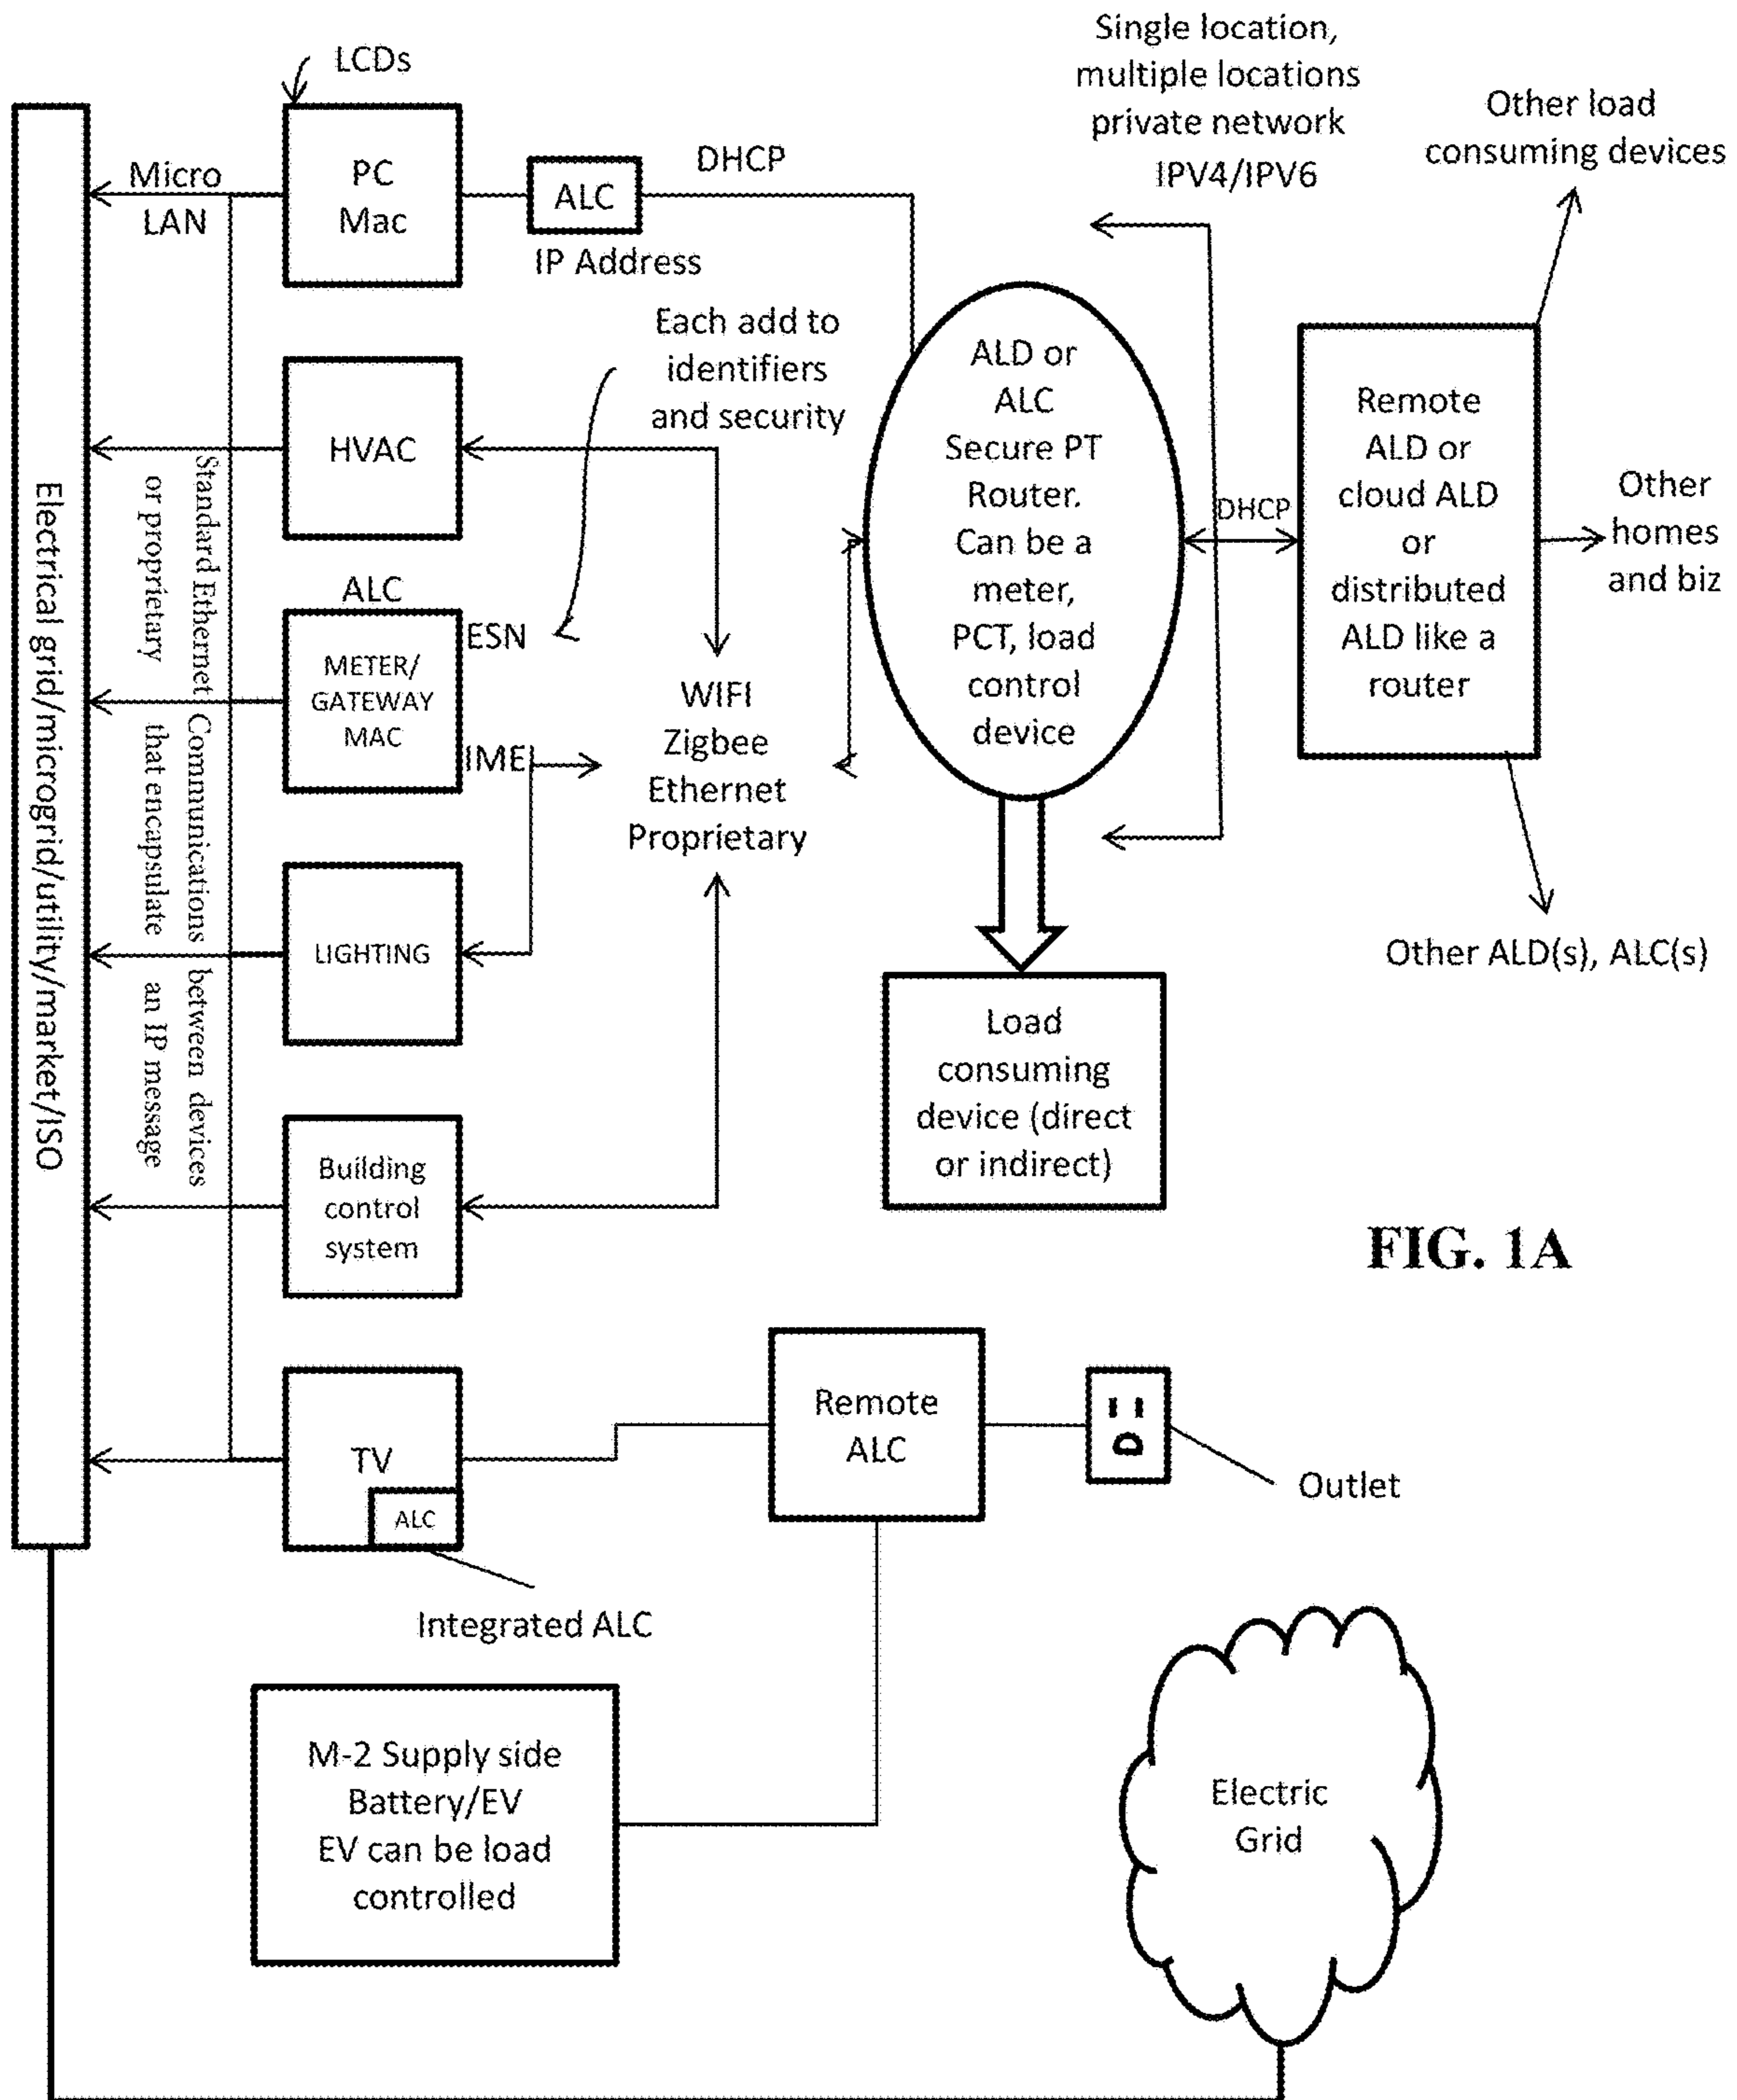 LCDs
Micro
LAN
PC
Mac
ALC
DHCP
IP Address
Single location,
multiple locations
private network
IPV4/IPV6
Other load
consuming devices
Each add to
identifiers
and security
HVAC
ALD or
ALC
Secure PT
Router.
Can be a
meter,
PCT, load
control
device
DHCP
Remote
ALD or
cloud ALD
or
distributed
ALD like a
router
Other
homes
and biz
Electrical grid/microgrid/utility/market/ISO
Standard Ethernet Communications between devices
or proprietary that encapsulate an IP message
ALC
METER/
GATEWAY
MAC
ESN
IMEI
WIFI
Zigbee
Ethernet
Proprietary
LIGHTING
Other ALD(s), ALC(s)
Load
consuming
device (direct
or indirect)
Building
control
system
FIG. 1A
TV
ALC
Remote
ALC
Outlet
Integrated ALC
M-2 Supply side
Battery/EV
EV can be load
controlled
Electric
Grid